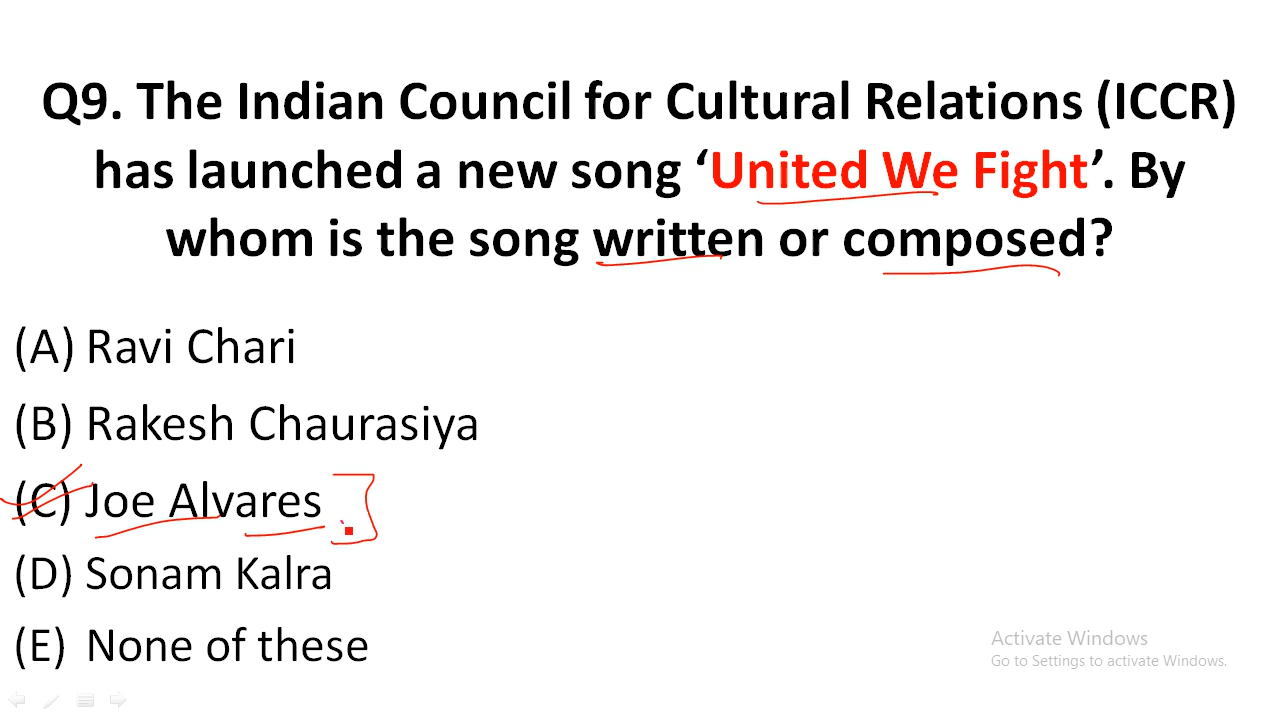 Q9. The Indian Council for Cultural Relations (ICCR)
has launched a new song ‘United We Fight’. By
whom is the song written or composed?
(A) Ravi Chari
(B) Rakesh Chaurasiya
(C) Joe Alvares
(D) Sonam Kalra
(E) None of these
Activate Windows
Go to Settings to activate Windows.